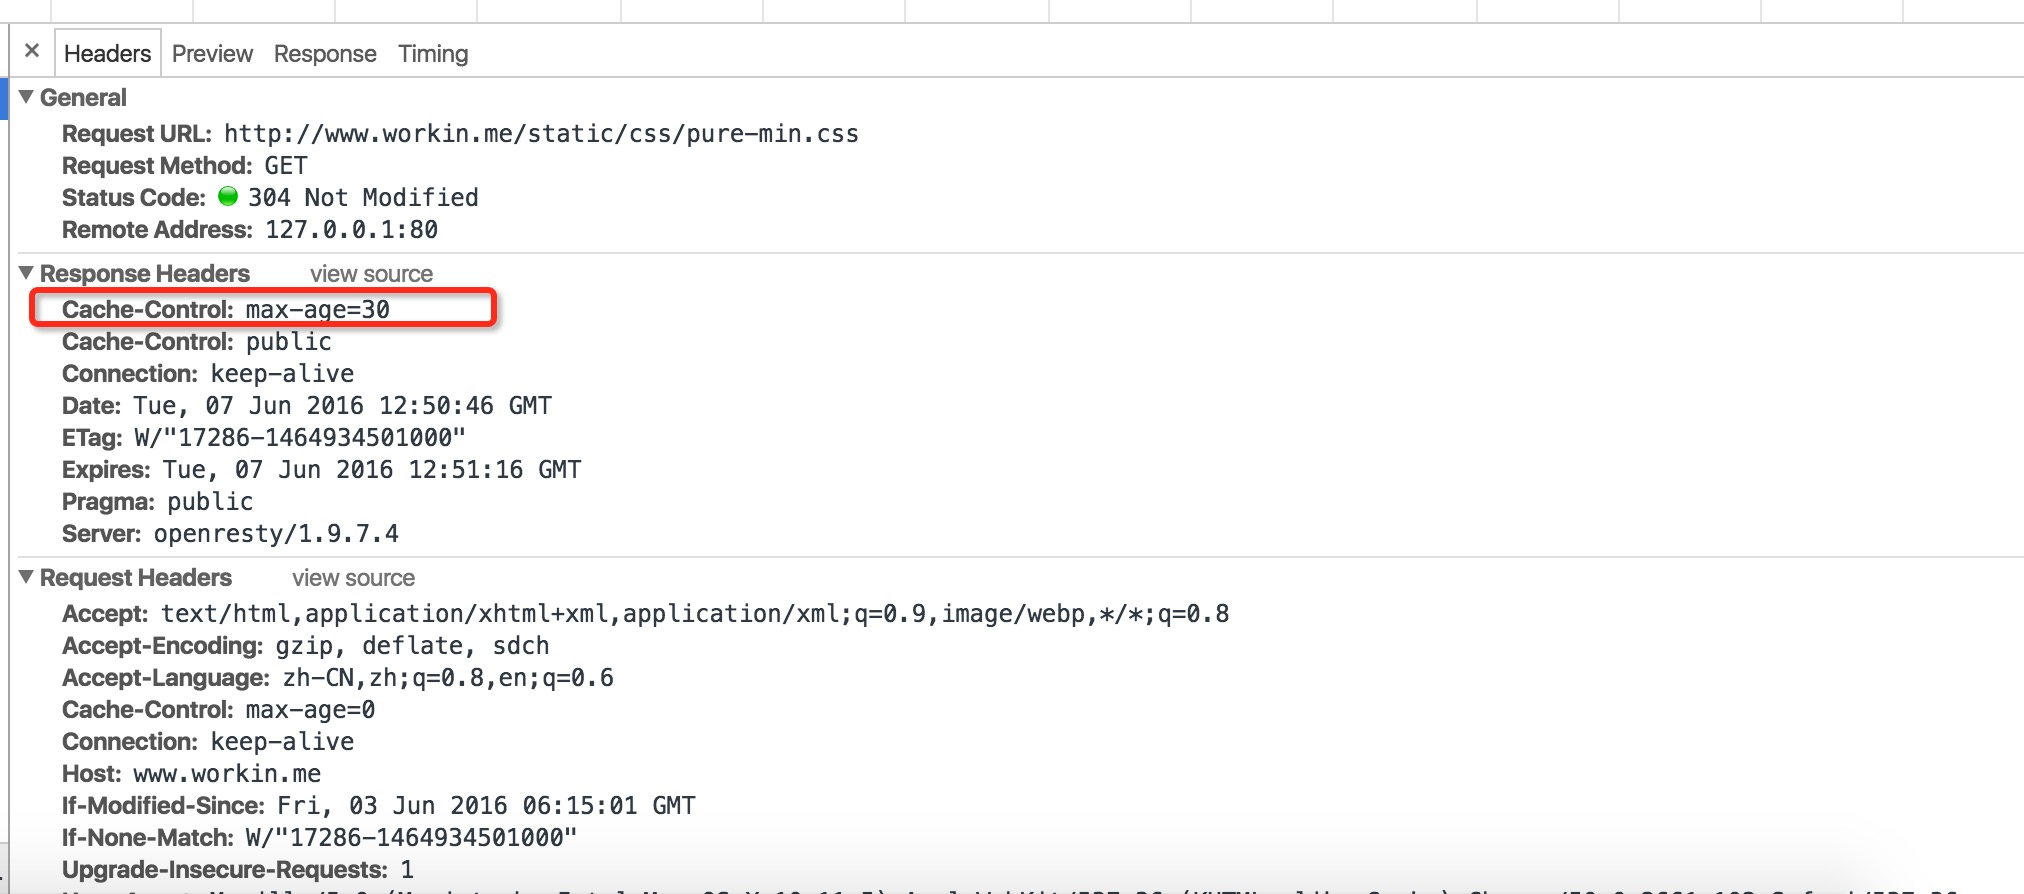 × Headers Preview Response Timing
▼ General
Request URL: http://www.workin.me/static/css/pure-min.css
Request Method: GET
Status Code: 304 Not Modified
Remote Address: 127.0.0.1:80
▼ Response Headers view source
Cache-Control: max-age=30
Cache-Control: public
Connection: keep-alive
Date: Tue, 07 Jun 2016 12:50:46 GMT
ETag: W/"17286-1464934501000"
Expires: Tue, 07 Jun 2016 12:51:16 GMT
Pragma: public
Server: openresty/1.9.7.4
▼ Request Headers view source
Accept: text/html,application/xhtml+xml,application/xml;q=0.9,image/webp,*/*;q=0.8
Accept-Encoding: gzip, deflate, sdch
Accept-Language: zh-CN,zh;q=0.8,en;q=0.6
Cache-Control: max-age=0
Connection: keep-alive
Host: www.workin.me
If-Modified-Since: Fri, 03 Jun 2016 06:15:01 GMT
If-None-Match: W/"17286-1464934501000"
Upgrade-Insecure-Requests: 1